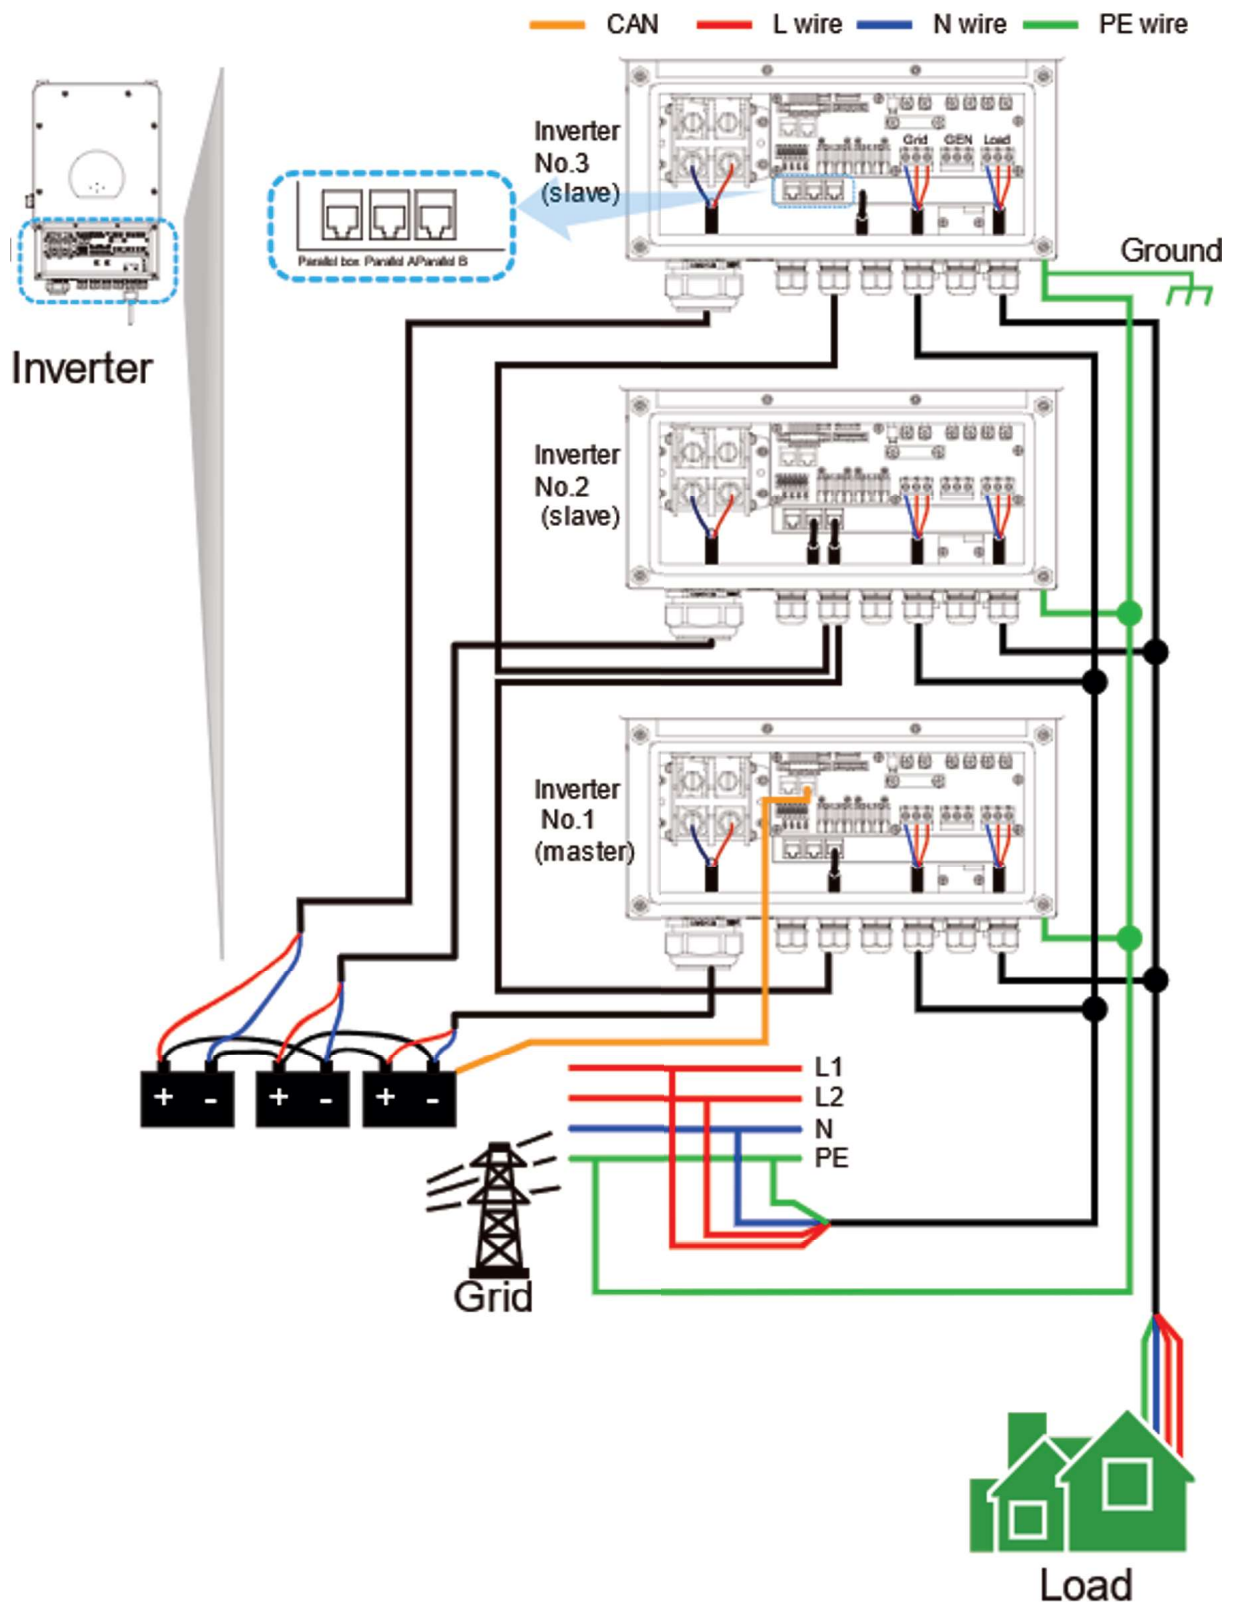 CAN L wire N wire PE wire
Inverter
No.3
(slave)
Grid GEN Load
Parallel box Parallel A Parallel B
Ground
Inverter
Inverter
No.2
(slave)
Inverter
No.1
(master)
+ - + - + -
L1
L2
N
PE
Grid
Load